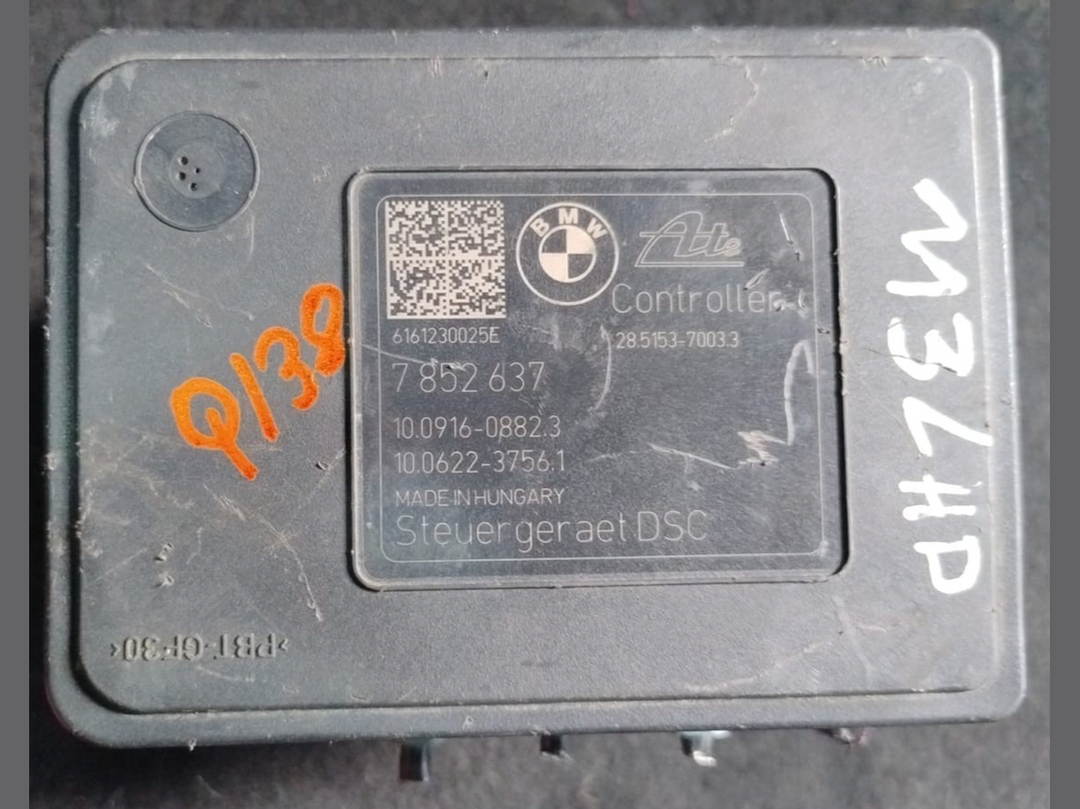 BMW
Ate
Controller
6161230025E
28.5153-7003.3
7 852 637
10.0916-0882.3
10.0622-3756.1
MADE IN HUNGARY
Steuergeraet DSC
Q138
>PBT-GF30<